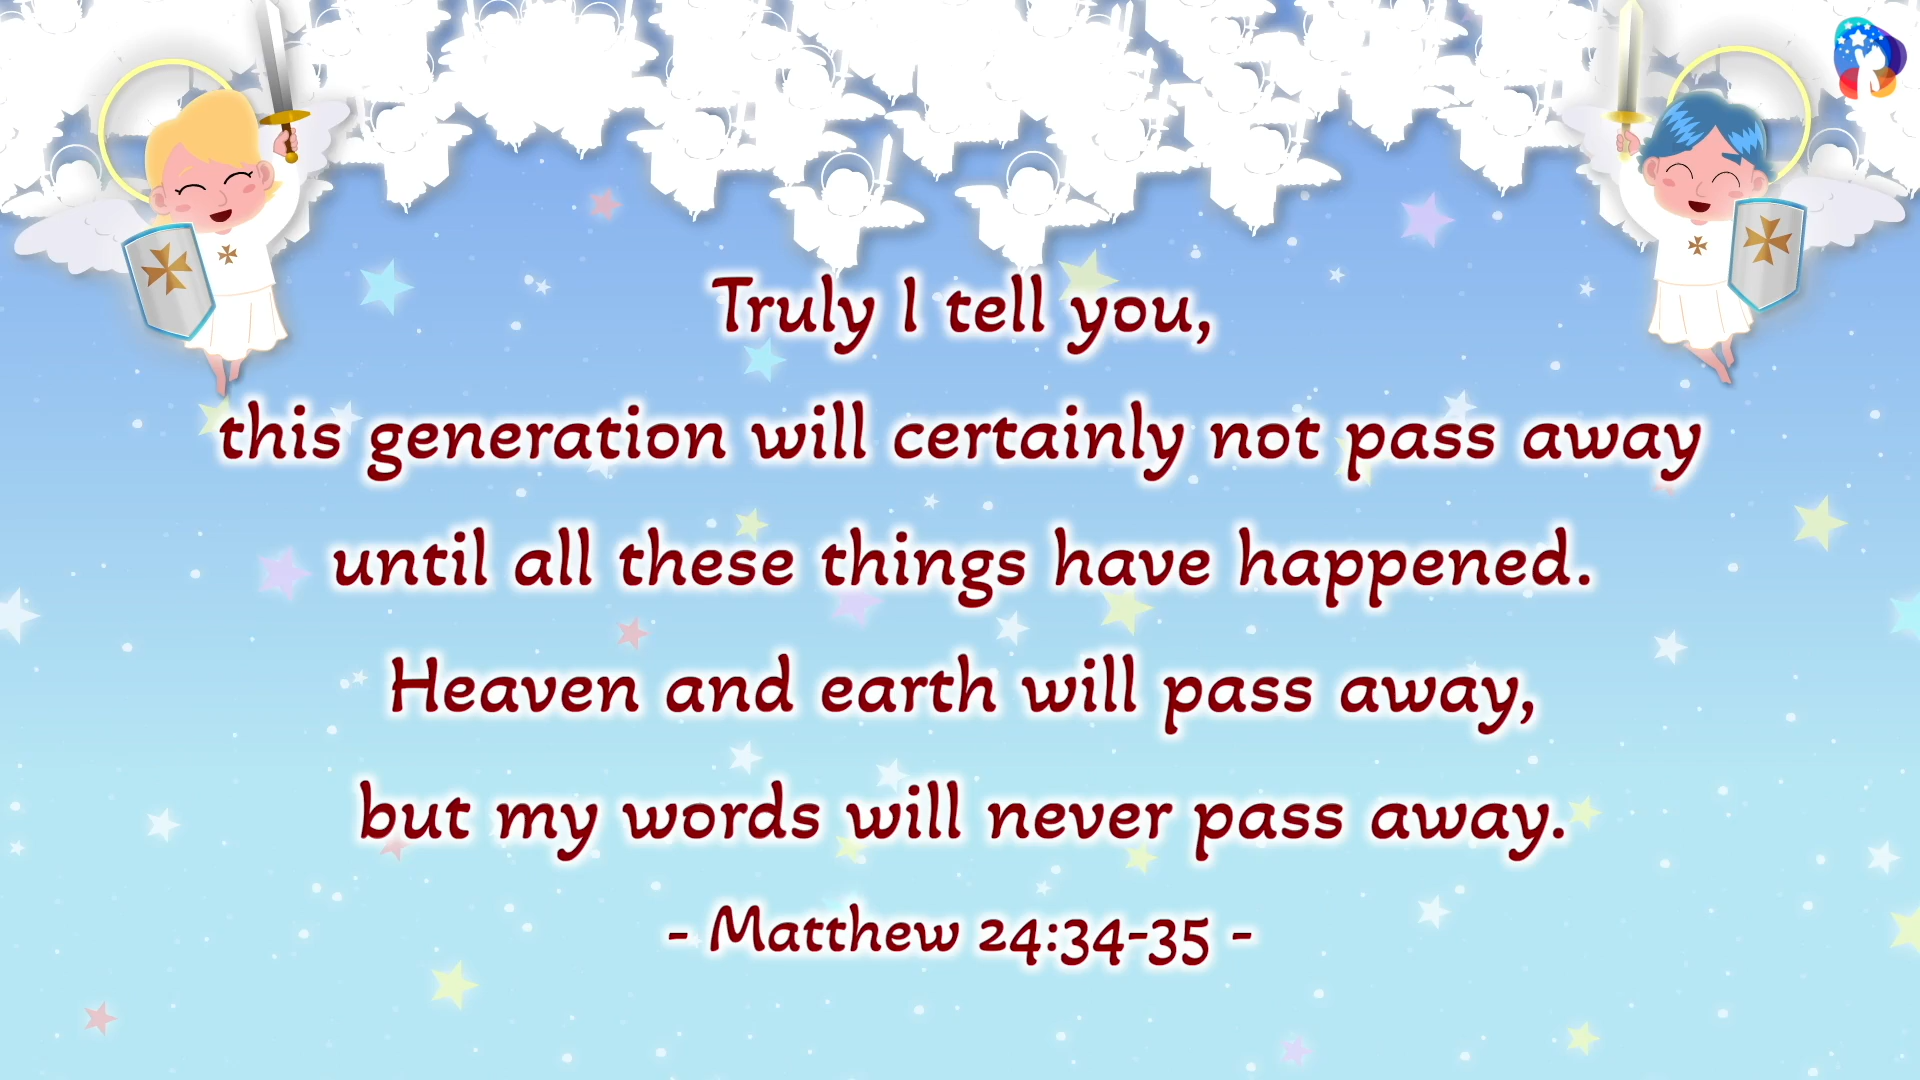 Truly I tell you,
this generation will certainly not pass away
until all these things have happened.
Heaven and earth will pass away,
but my words will never pass away.
- Matthew 24:34-35 -